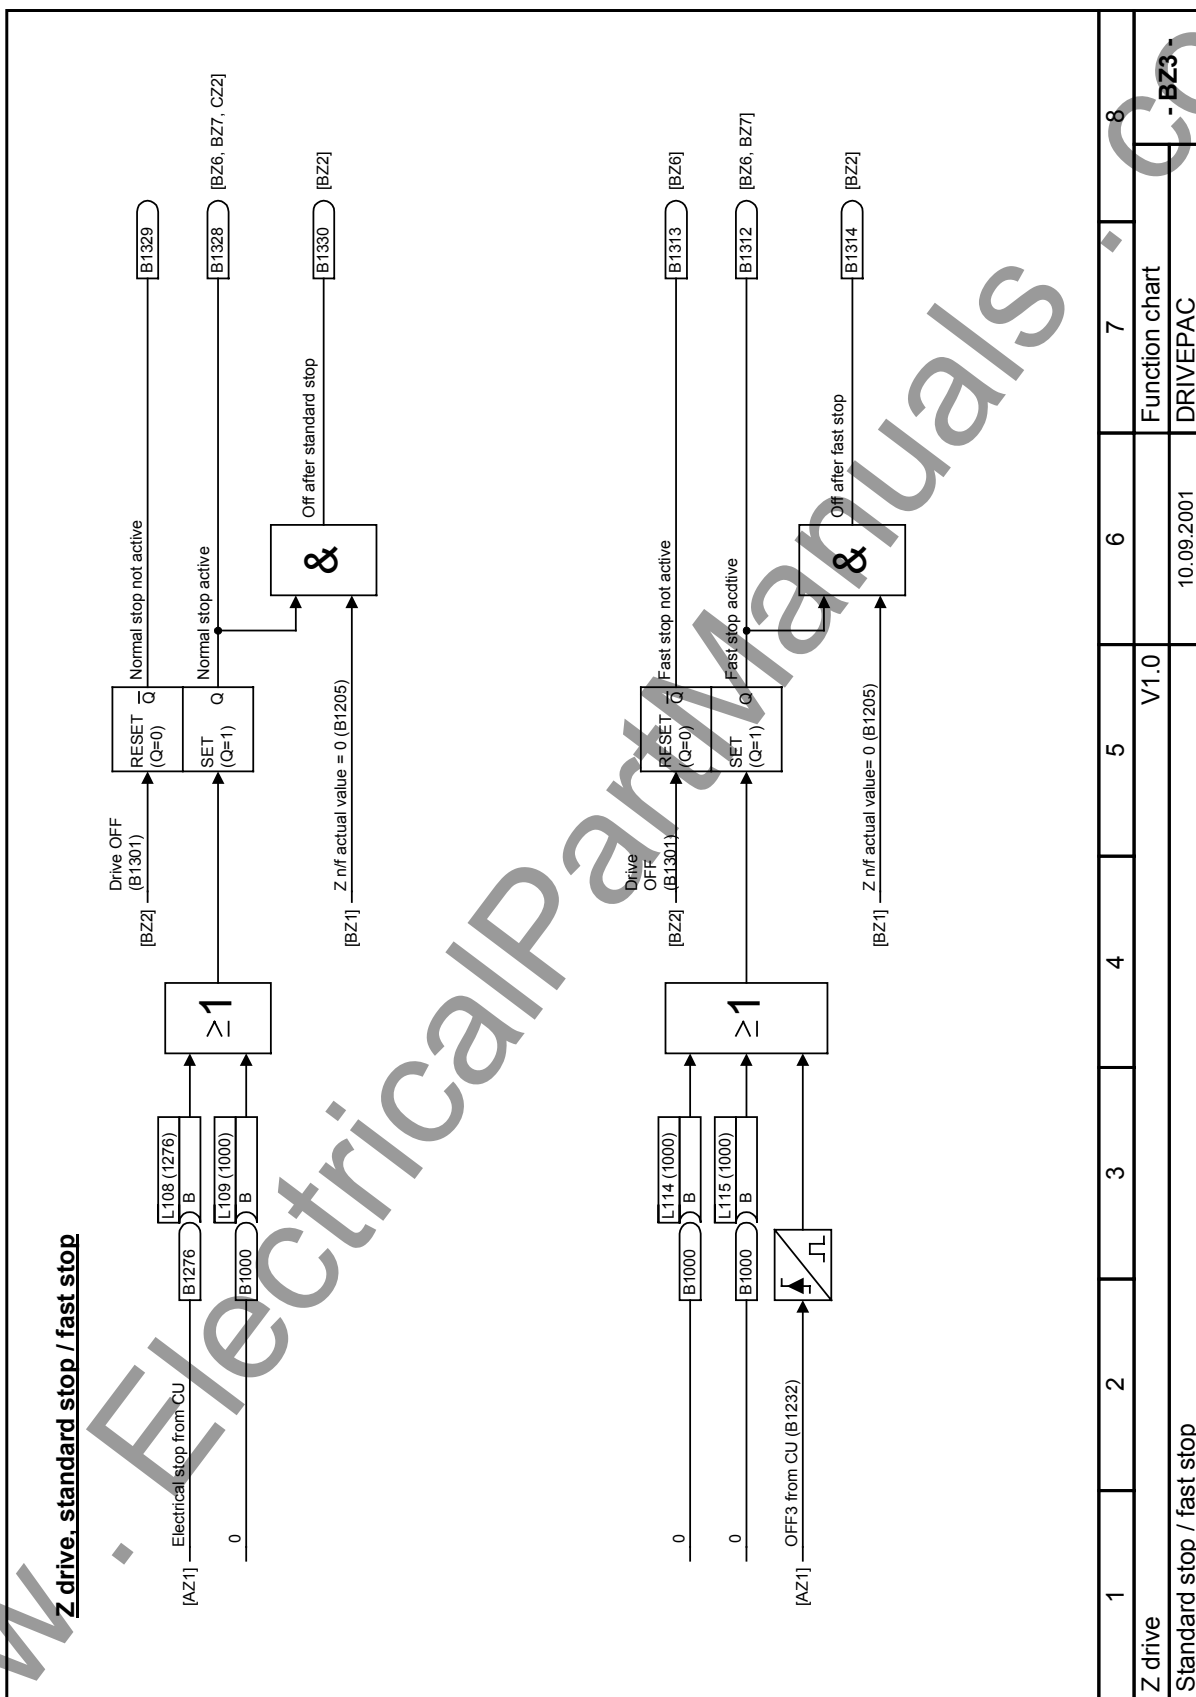 Z drive, standard stop / fast stop
[AZ1]
Electrical stop from CU
B1276
L108 (1276)
B
0
B1000
L109 (1000)
B
≥1
[BZ2]
Drive OFF
(B1301)
RESET
(Q=0)
Q
SET
(Q=1)
Q
Normal stop not active
B1329
[BZ6]
Normal stop active
B1328
[BZ6, BZ7, CZ2]
[BZ1]
Z n/f actual value = 0 (B1205)
&
Off after standard stop
B1330
[BZ2]
0
B1000
L114 (1000)
B
0
B1000
L115 (1000)
B
[AZ1]
OFF3 from CU (B1232)
≥1
[BZ2]
Drive
OFF
(B1301)
RESET
(Q=0)
Q
SET
(Q=1)
Q
Fast stop not active
B1313
Fast stop acdtive
B1312
[BZ6, BZ7]
[BZ1]
Z n/f actual value= 0 (B1205)
&
Off after fast stop
B1314
[BZ2]
1 2 3 4 5 6 7 8
Z drive
V1.0
Function chart
- BZ3 -
Standard stop / fast stop
10.09.2001
DRIVEPAC
w . ElectricalPartManuals . co